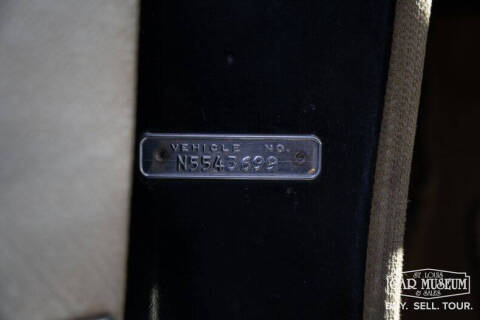 VEHICLE NO.
N5543699
ST. LOUIS
CAR MUSEUM
& SALES
BUY. SELL. TOUR.